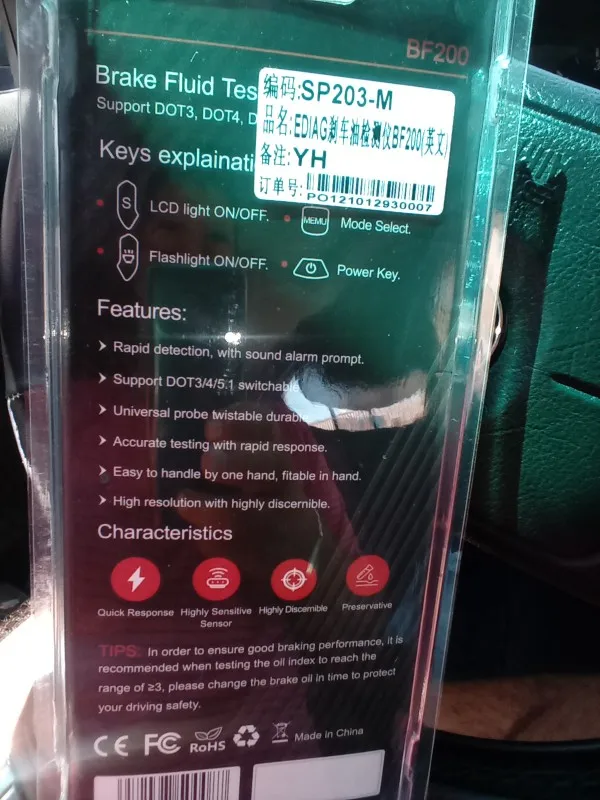 BF200
Brake Fluid Tes
Support DOT3, DOT4, D
编码:SP203-M
品名:EDIAG刹车油检测仪BF200(英文)
备注:YH
订单号:
PO121012930007
Keys explainati
S LCD light ON/OFF.
MEMU Mode Select.
Flashlight ON/OFF.
Power Key.
Features:
Rapid detection, with sound alarm prompt.
Support DOT3/4/5.1 switchable
Universal probe twistable durable
Accurate testing with rapid response.
Easy to handle by one hand, fitable in hand.
High resolution with highly discernible.
Characteristics
Quick Response
Highly Sensitive
Sensor
Highly Discernible
Preservative
TIPS: In order to ensure good braking performance, it is
recommended when testing the oil index to reach the
range of ≥3, please change the brake oil in time to protect
your driving safety.
CE FC RoHS Made in China